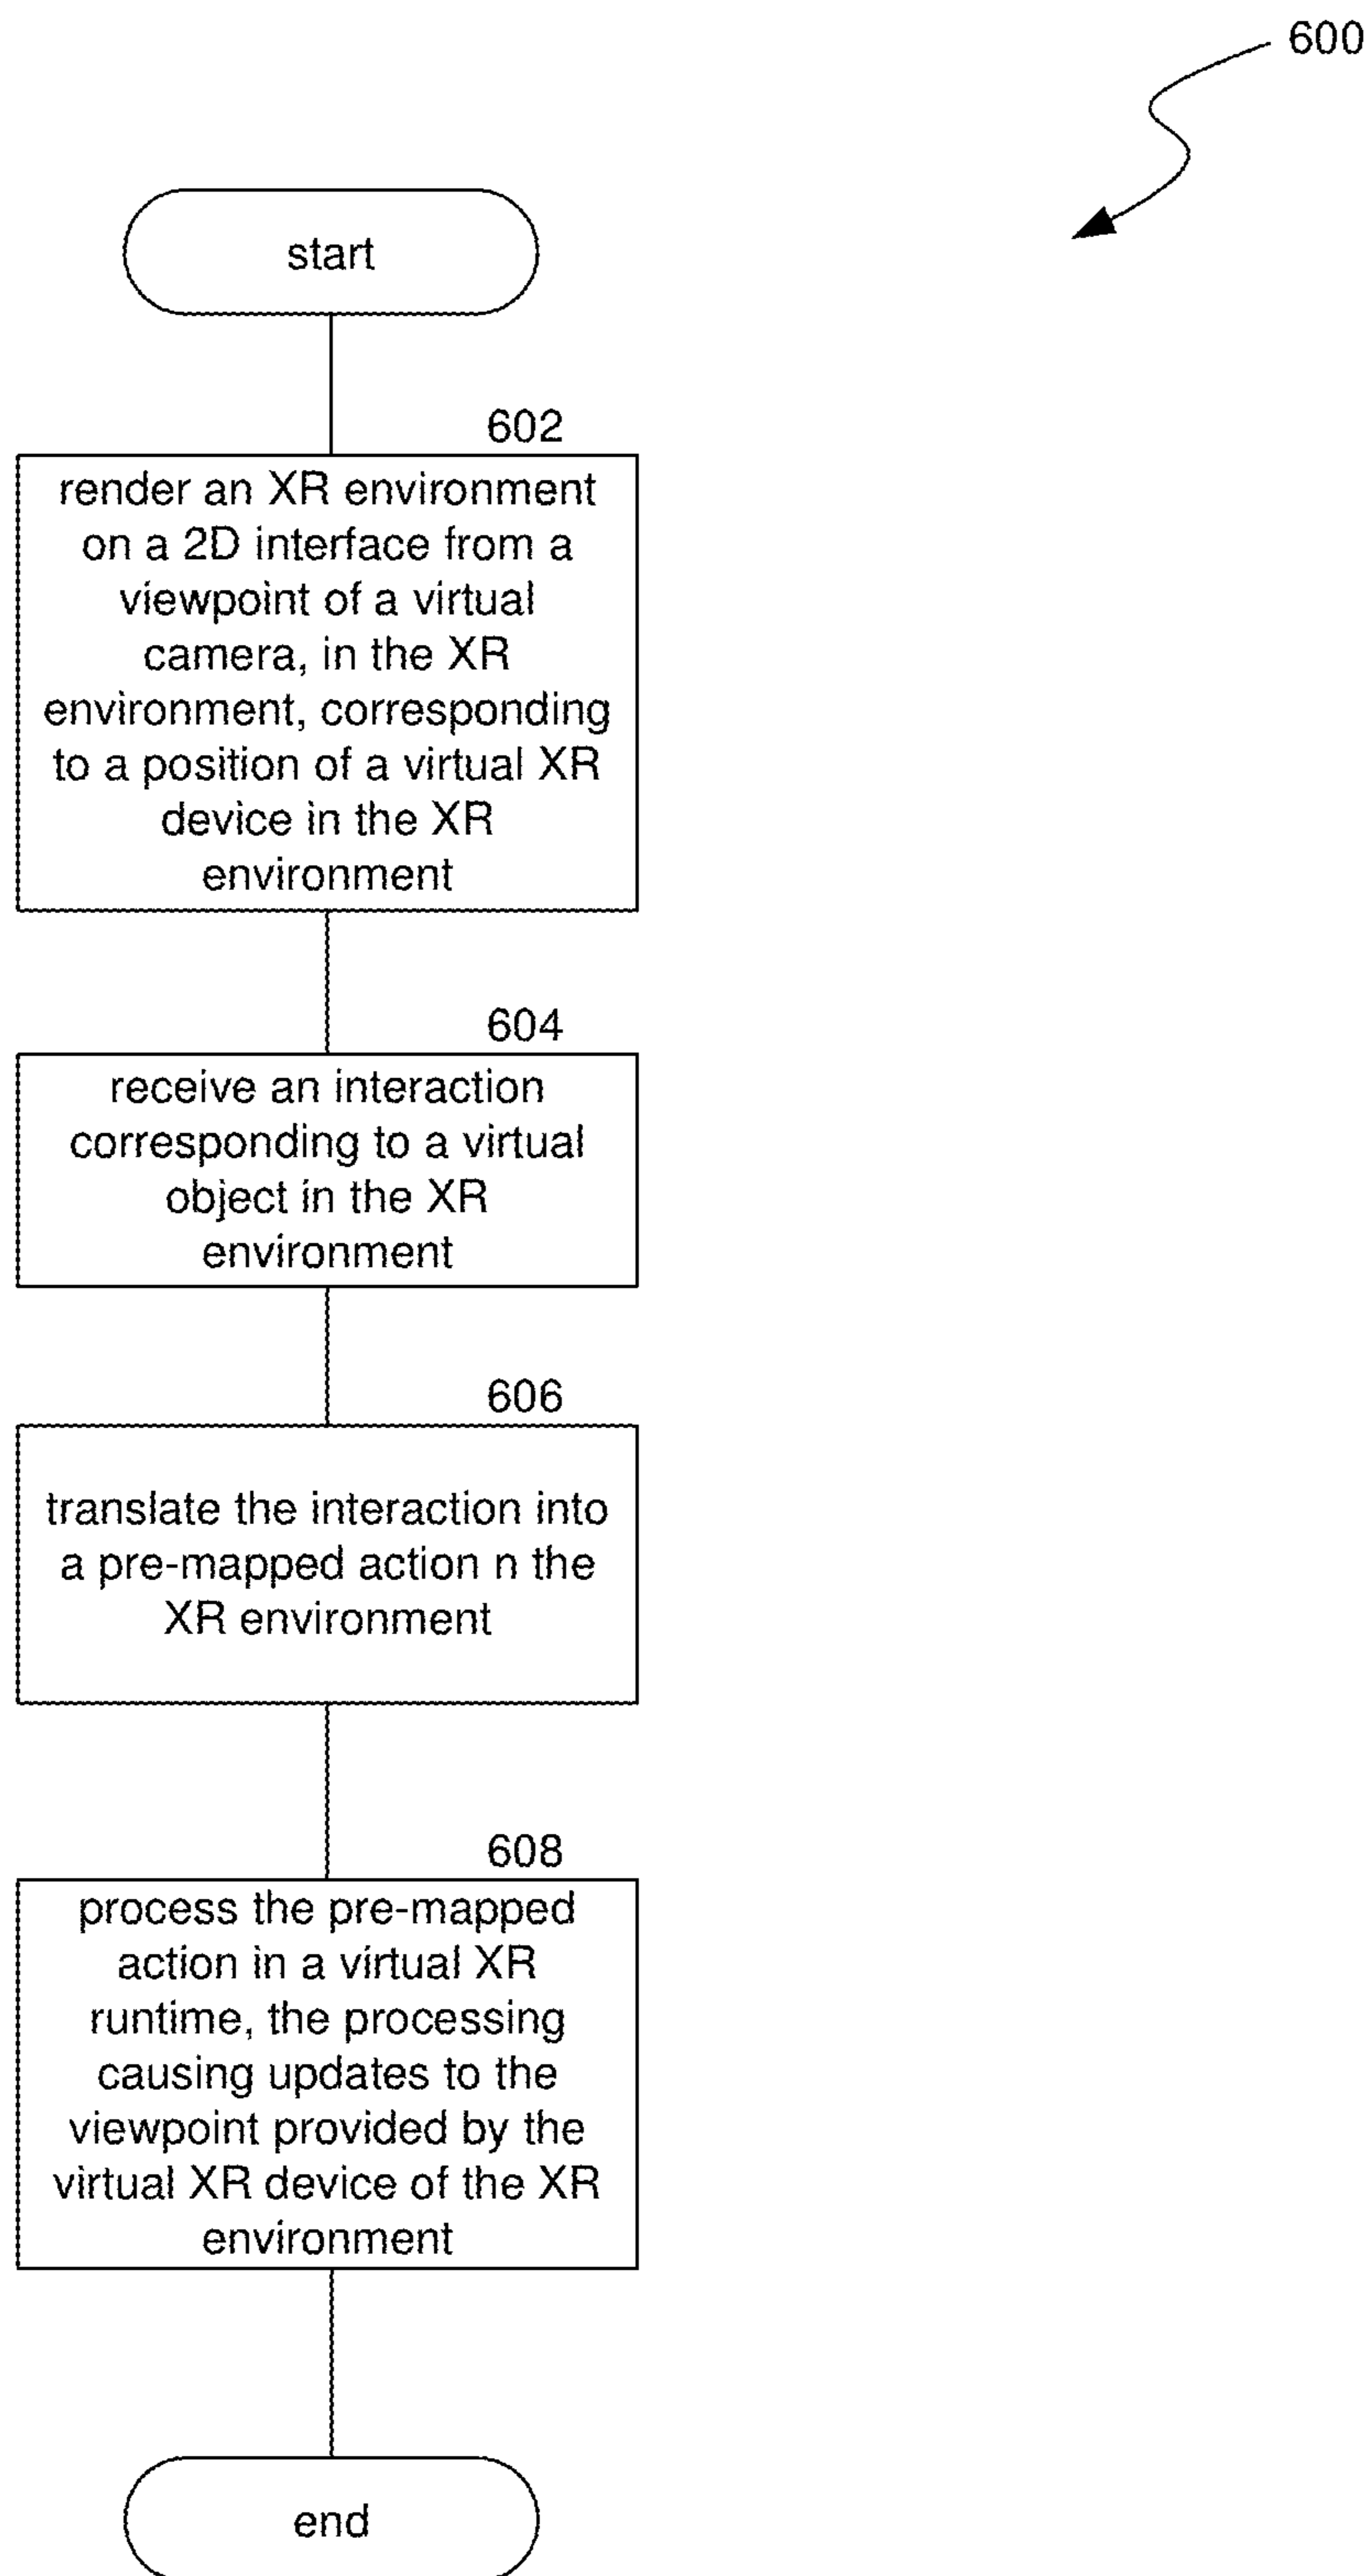 600
start
602
render an XR environment
on a 2D interface from a
viewpoint of a virtual
camera, in the XR
environment, corresponding
to a position of a virtual XR
device in the XR
environment
604
receive an interaction
corresponding to a virtual
object in the XR
environment
606
translate the interaction into
a pre-mapped action n the
XR environment
608
process the pre-mapped
action in a virtual XR
runtime, the processing
causing updates to the
viewpoint provided by the
virtual XR device of the XR
environment
end